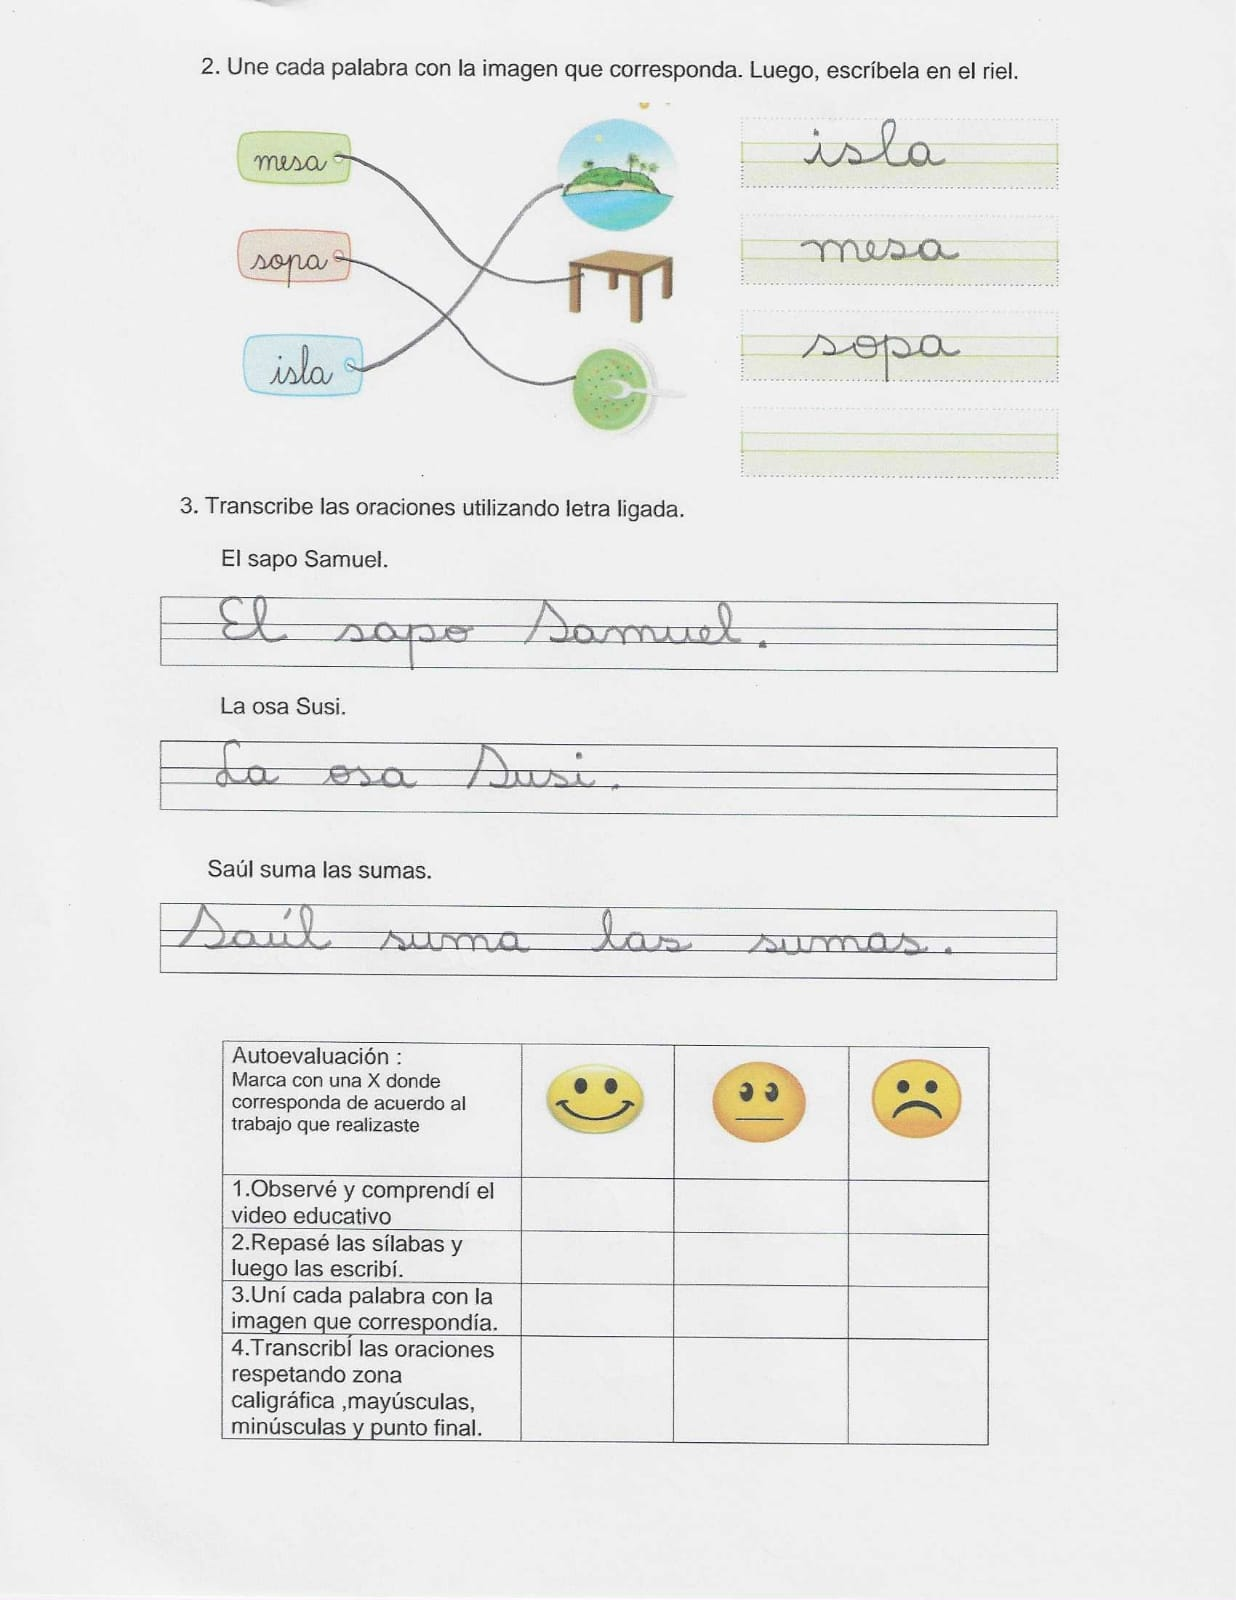 2. Une cada palabra con la imagen que corresponda. Luego, escríbela en el riel.
mesa
isla
sopa
mesa
isla
sopa
3. Transcribe las oraciones utilizando letra ligada.
El sapo Samuel.
El sapo Samuel.
La osa Susi.
La osa Susi.
Saúl suma las sumas.
Saúl suma las sumas.
Autoevaluación :
Marca con una X donde
corresponda de acuerdo al
trabajo que realizaste
1.Observé y comprendí el
video educativo
2.Repasé las sílabas y
luego las escribí.
3.Uní cada palabra con la
imagen que correspondía.
4.Transcribí las oraciones
respetando zona
caligráfica ,mayúsculas,
minúsculas y punto final.